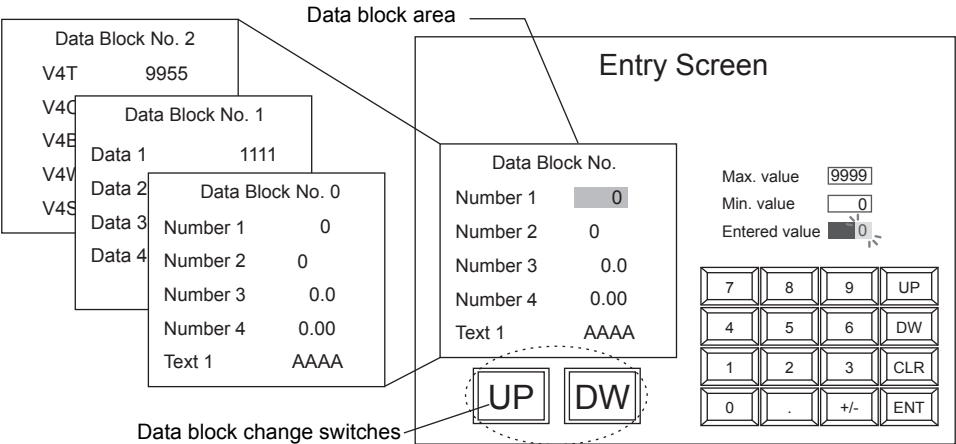 Data block area
Data Block No. 2
V4T 9955
V4
V4
V4
V4
Data Block No. 1
Data 1 1111
Data 2
Data 3
Data 4
Data Block No. 0
Number 1 0
Number 2 0
Number 3 0.0
Number 4 0.00
Text 1 AAAA
Entry Screen
Data Block No.
Number 1 0
Number 2 0
Number 3 0.0
Number 4 0.00
Text 1 AAAA
UP DW
Data block change switches
Max. value 9999
Min. value 0
Entered value 0
7 8 9 UP
4 5 6 DW
1 2 3 CLR
0 . +/- ENT